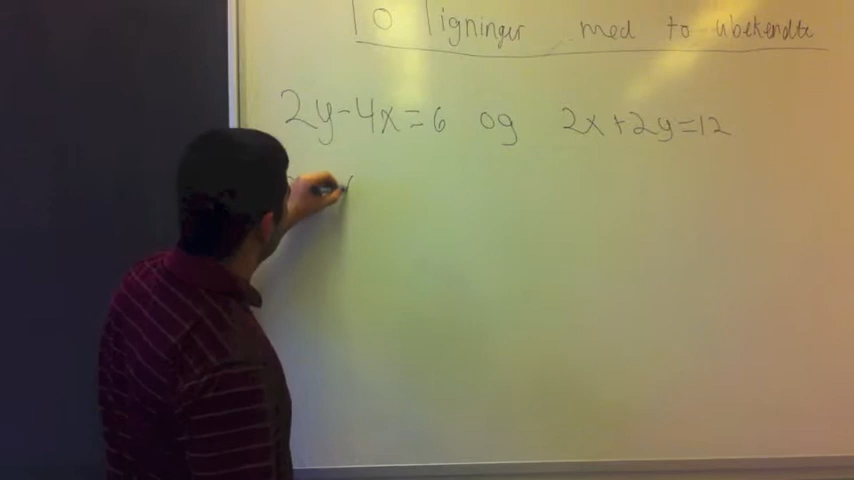 To ligninger med to ubekendte
2y-4x=6 og 2x+2y=12